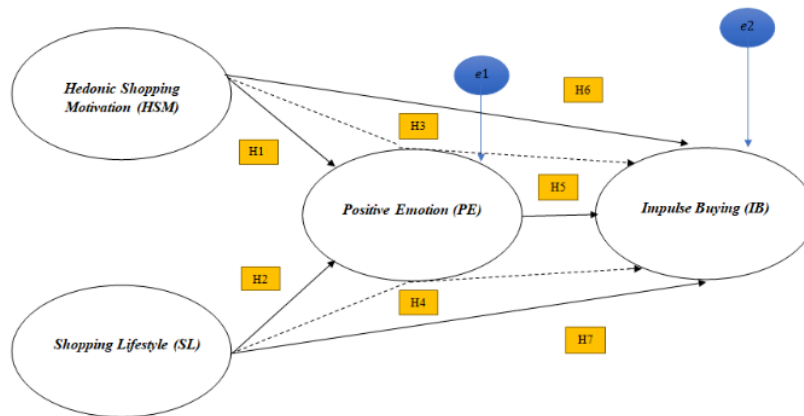 e2
e1
Hedonic Shopping
Motivation (HSM)
H6
H3
H1
H5
Positive Emotion (PE)
Impulse Buying (IB)
H2
H4
Shopping Lifestyle (SL)
H7